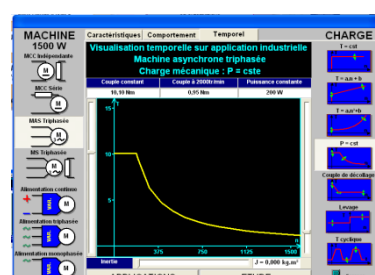 MACHINE
1500 W
MCC Indépendante
MCC Série
MAS Triphasée
MS Triphasée
Alimentation continue
Alimentation triphasée
Alimentation monophasée
Caractéristiques Comportement Temporel
Visualisation temporelle sur application industrielle
Machine asynchrone triphasée
Charge mécanique : P = cste
Couple constant Couple à 2000tr/min Puissance constante
10,10 Nm 0,95 Nm 200 W
15
10
5
375 750 1125 1500
Inertie J = 0,000 kg.m²
CHARGE
T = cst
T = a.n + b
T = a.n²+b
P = cst
Couple de décollage
Levage
T cyclique